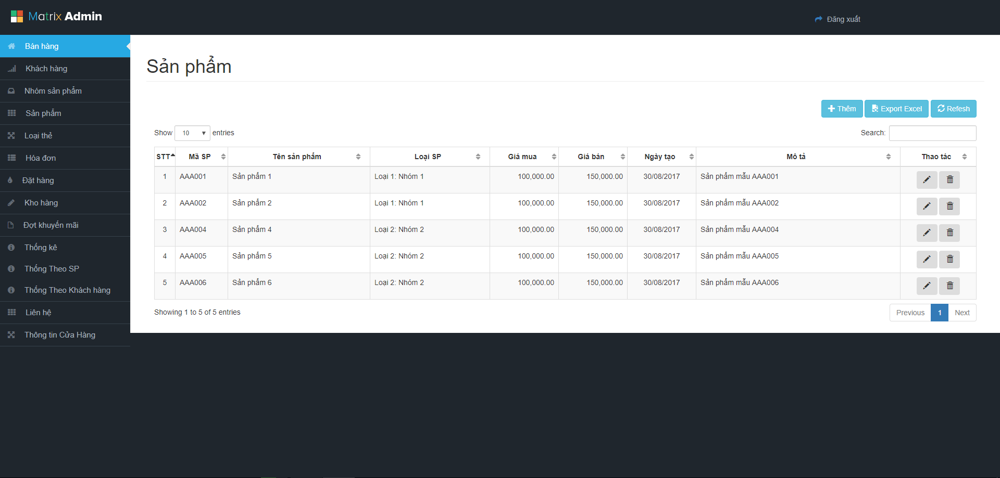 Matrix Admin
Đăng xuất
Bán hàng
Khách hàng
Nhóm sản phẩm
Sản phẩm
Loại thẻ
Hóa đơn
Đặt hàng
Kho hàng
Đợt khuyến mãi
Thống kê
Thống Theo SP
Thống Theo Khách hàng
Liên hệ
Thông tin Cửa Hàng
Sản phẩm
Thêm Export Excel Refesh
Show 10 entries Search:
STT Mã SP Tên sản phẩm Loại SP Giá mua Giá bán Ngày tạo Mô tả Thao tác
1 AAA001 Sản phẩm 1 Loại 1: Nhóm 1 100,000.00 150,000.00 30/08/2017 Sản phẩm mẫu AAA001
2 AAA002 Sản phẩm 2 Loại 1: Nhóm 1 100,000.00 150,000.00 30/08/2017 Sản phẩm mẫu AAA002
3 AAA004 Sản phẩm 4 Loại 2: Nhóm 2 100,000.00 150,000.00 30/08/2017 Sản phẩm mẫu AAA004
4 AAA005 Sản phẩm 5 Loại 2: Nhóm 2 100,000.00 150,000.00 30/08/2017 Sản phẩm mẫu AAA005
5 AAA006 Sản phẩm 6 Loại 2: Nhóm 2 100,000.00 150,000.00 30/08/2017 Sản phẩm mẫu AAA006
Showing 1 to 5 of 5 entries Previous 1 Next